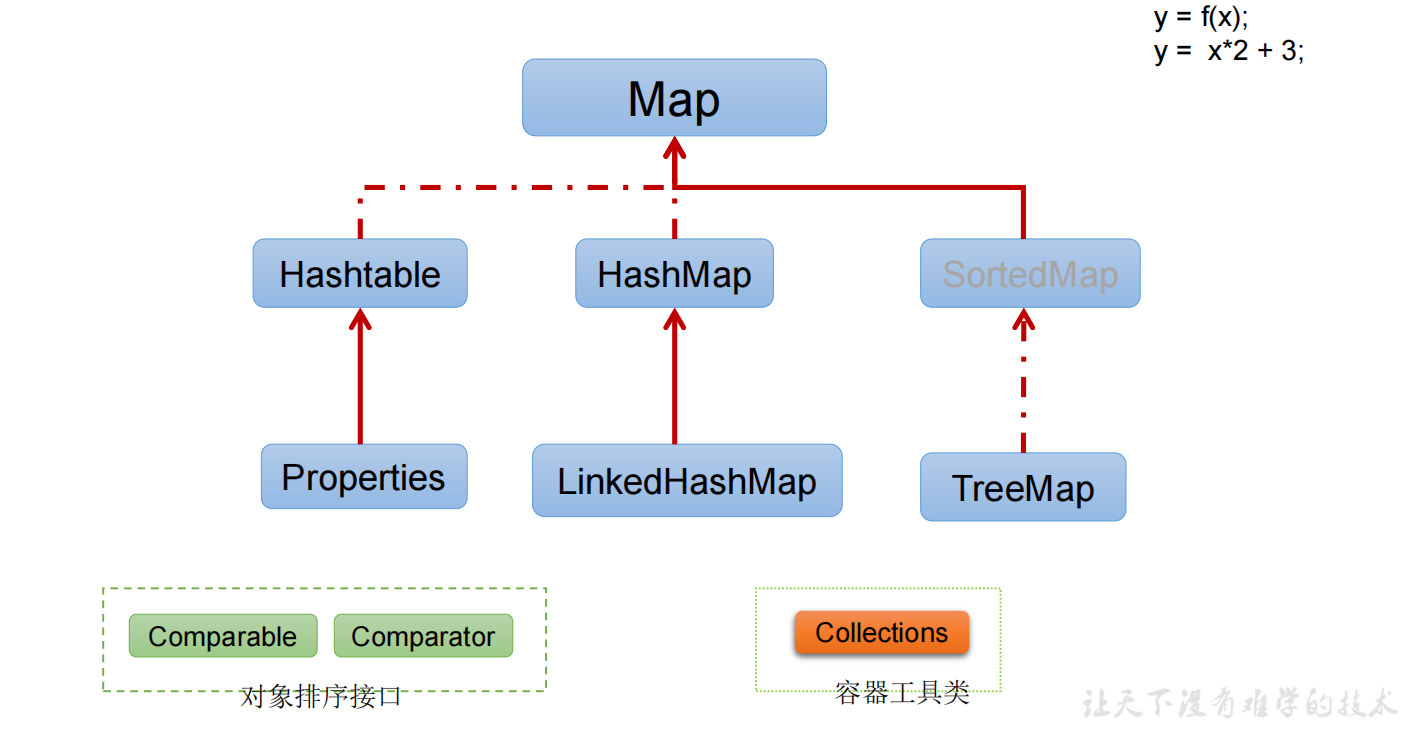 y = f(x);
y = x*2 + 3;
Map
Hashtable
HashMap
SortedMap
Properties
LinkedHashMap
TreeMap
Comparable
Comparator
Collections
对象排序接口
容器工具类
让天下没有难学的技术